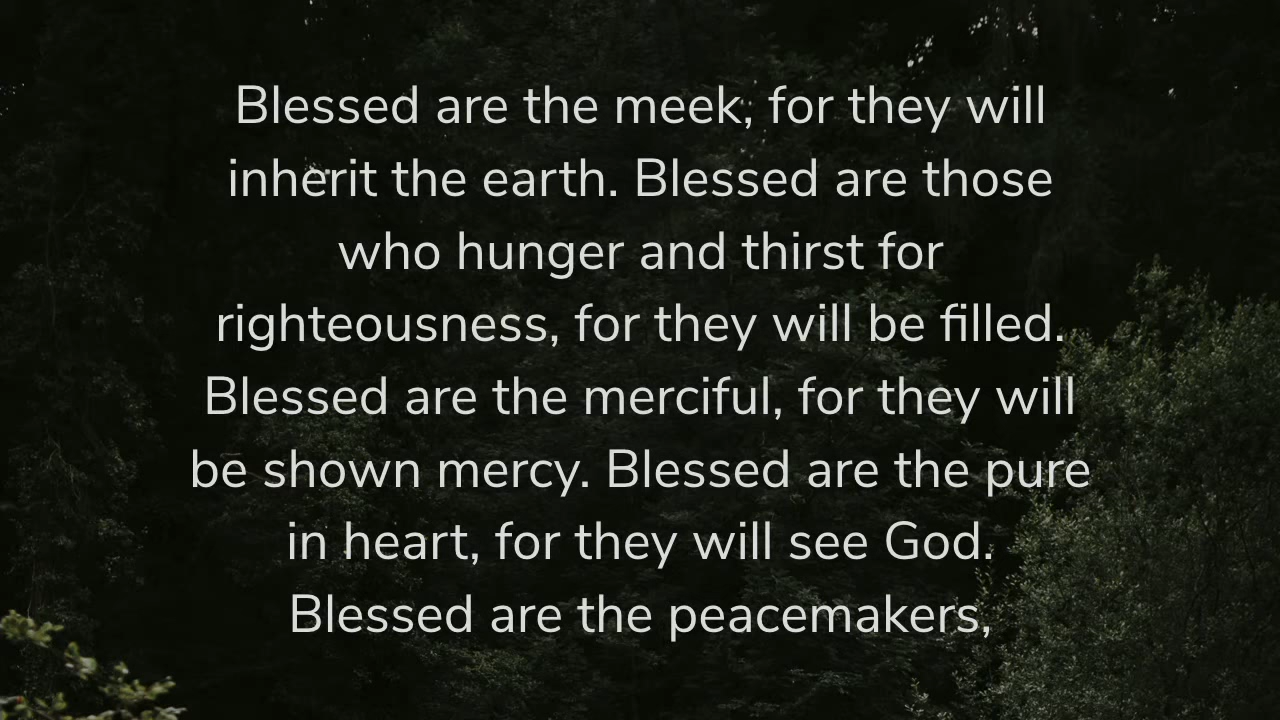 Blessed are the meek, for they will
inherit the earth. Blessed are those
who hunger and thirst for
righteousness, for they will be filled.
Blessed are the merciful, for they will
be shown mercy. Blessed are the pure
in heart, for they will see God.
Blessed are the peacemakers,